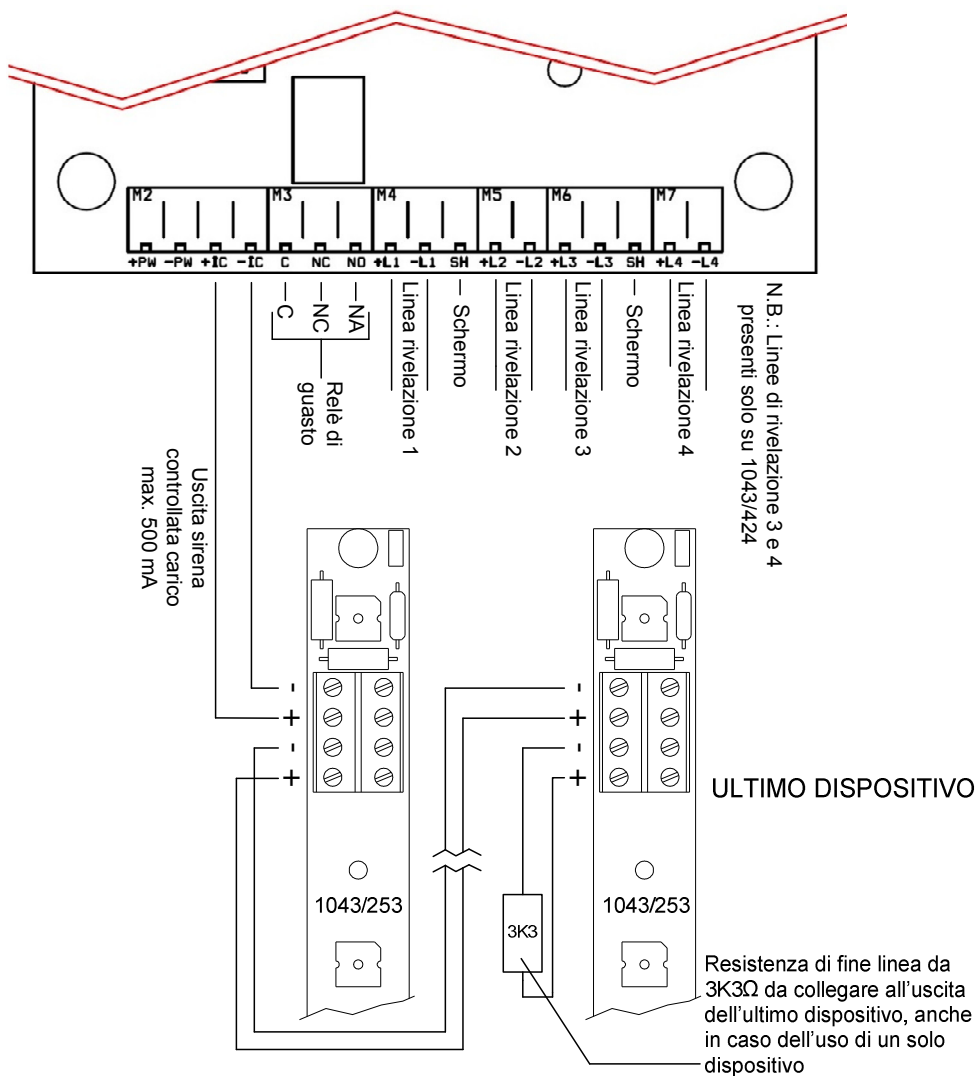 M2 M3 M4 M5 M6 M7
+PW -PW +IC -IC C NC NO +L1 -L1 SH +L2 -L2 +L3 -L3 SH +L4 -L4
C
NC
NA
Relè di
guasto
Linea rivelazione 1
Schermo
Linea rivelazione 2
Linea rivelazione 3
Schermo
Linea rivelazione 4
N.B.: Linee di rivelazione 3 e 4
presenti solo su 1043/424
Uscita sirena
controllata carico
max. 500 mA
-
+
-
+
-
+
-
+
ULTIMO DISPOSITIVO
1043/253
3K3
1043/253
Resistenza di fine linea da
3K3Ω da collegare all'uscita
dell'ultimo dispositivo, anche
in caso dell'uso di un solo
dispositivo